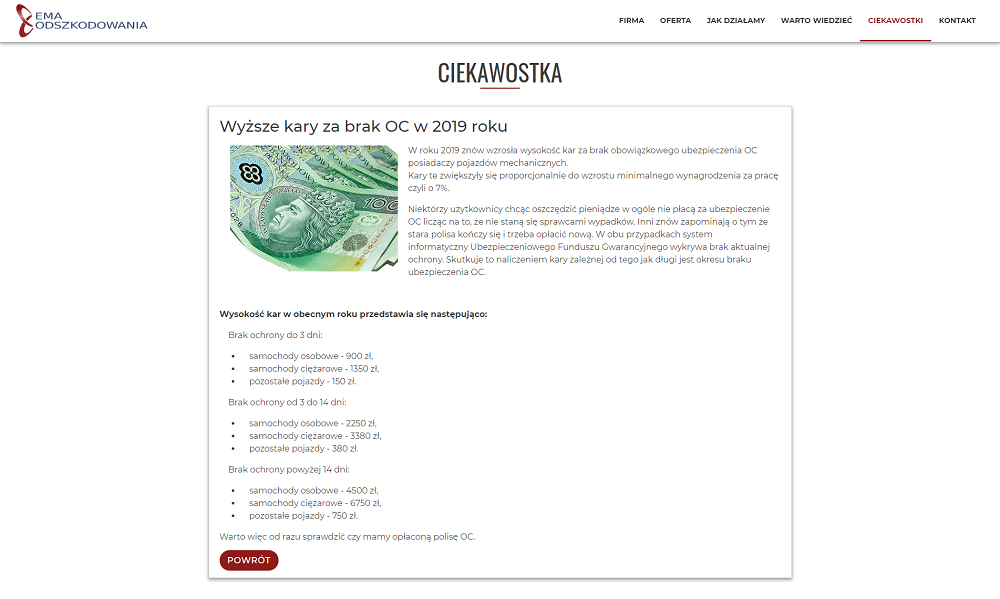 EMA
ODSZKODOWANIA
FIRMA OFERTA JAK DZIAŁAMY WARTO WIEDZIEĆ CIEKAWOSTKI KONTAKT
CIEKAWOSTKA
Wyższe kary za brak OC w 2019 roku
100
W roku 2019 znów wzrosła wysokość kar za brak obowiązkowego ubezpieczenia OC
posiadaczy pojazdów mechanicznych.
Kary te zwiększyły się proporcjonalnie do wzrostu minimalnego wynagrodzenia za pracę
czyli o 7%.
Niektórzy uzytkownicy chcąc oszczędzić pieniądze w ogóle nie płacą za ubezpieczenie
OC licząc na to, że nie staną się sprawcami wypadków. Inni znów zapominają o tym że
stara polisa kończy się i trzeba opłacić nową. W obu przypadkach system
informatyczny Ubezpieczeniowego Funduszu Gwarancyjnego wykrywa brak aktualnej
ochrony. Skutkuje to naliczeniem kary zależnej od tego jak długi jest okresu braku
ubezpieczenia OC.
Wysokość kar w obecnym roku przedstawia się następująco:
Brak ochrony do 3 dni:
• samochody osobowe - 900 zł,
• samochody ciężarowe - 1350 zł,
• pozostałe pojazdy - 150 zł.
Brak ochrony od 3 do 14 dni:
• samochody osobowe - 2250 zł,
• samochody ciężarowe - 3380 zł,
• pozostałe pojazdy - 380 zł.
Brak ochrony powyżej 14 dni:
• samochody osobowe - 4500 zł,
• samochody ciężarowe - 6750 zł,
• pozostałe pojazdy - 750 zł.
Warto więc od razu sprawdzić czy mamy opłaconą polisę OC.
POWRÓT